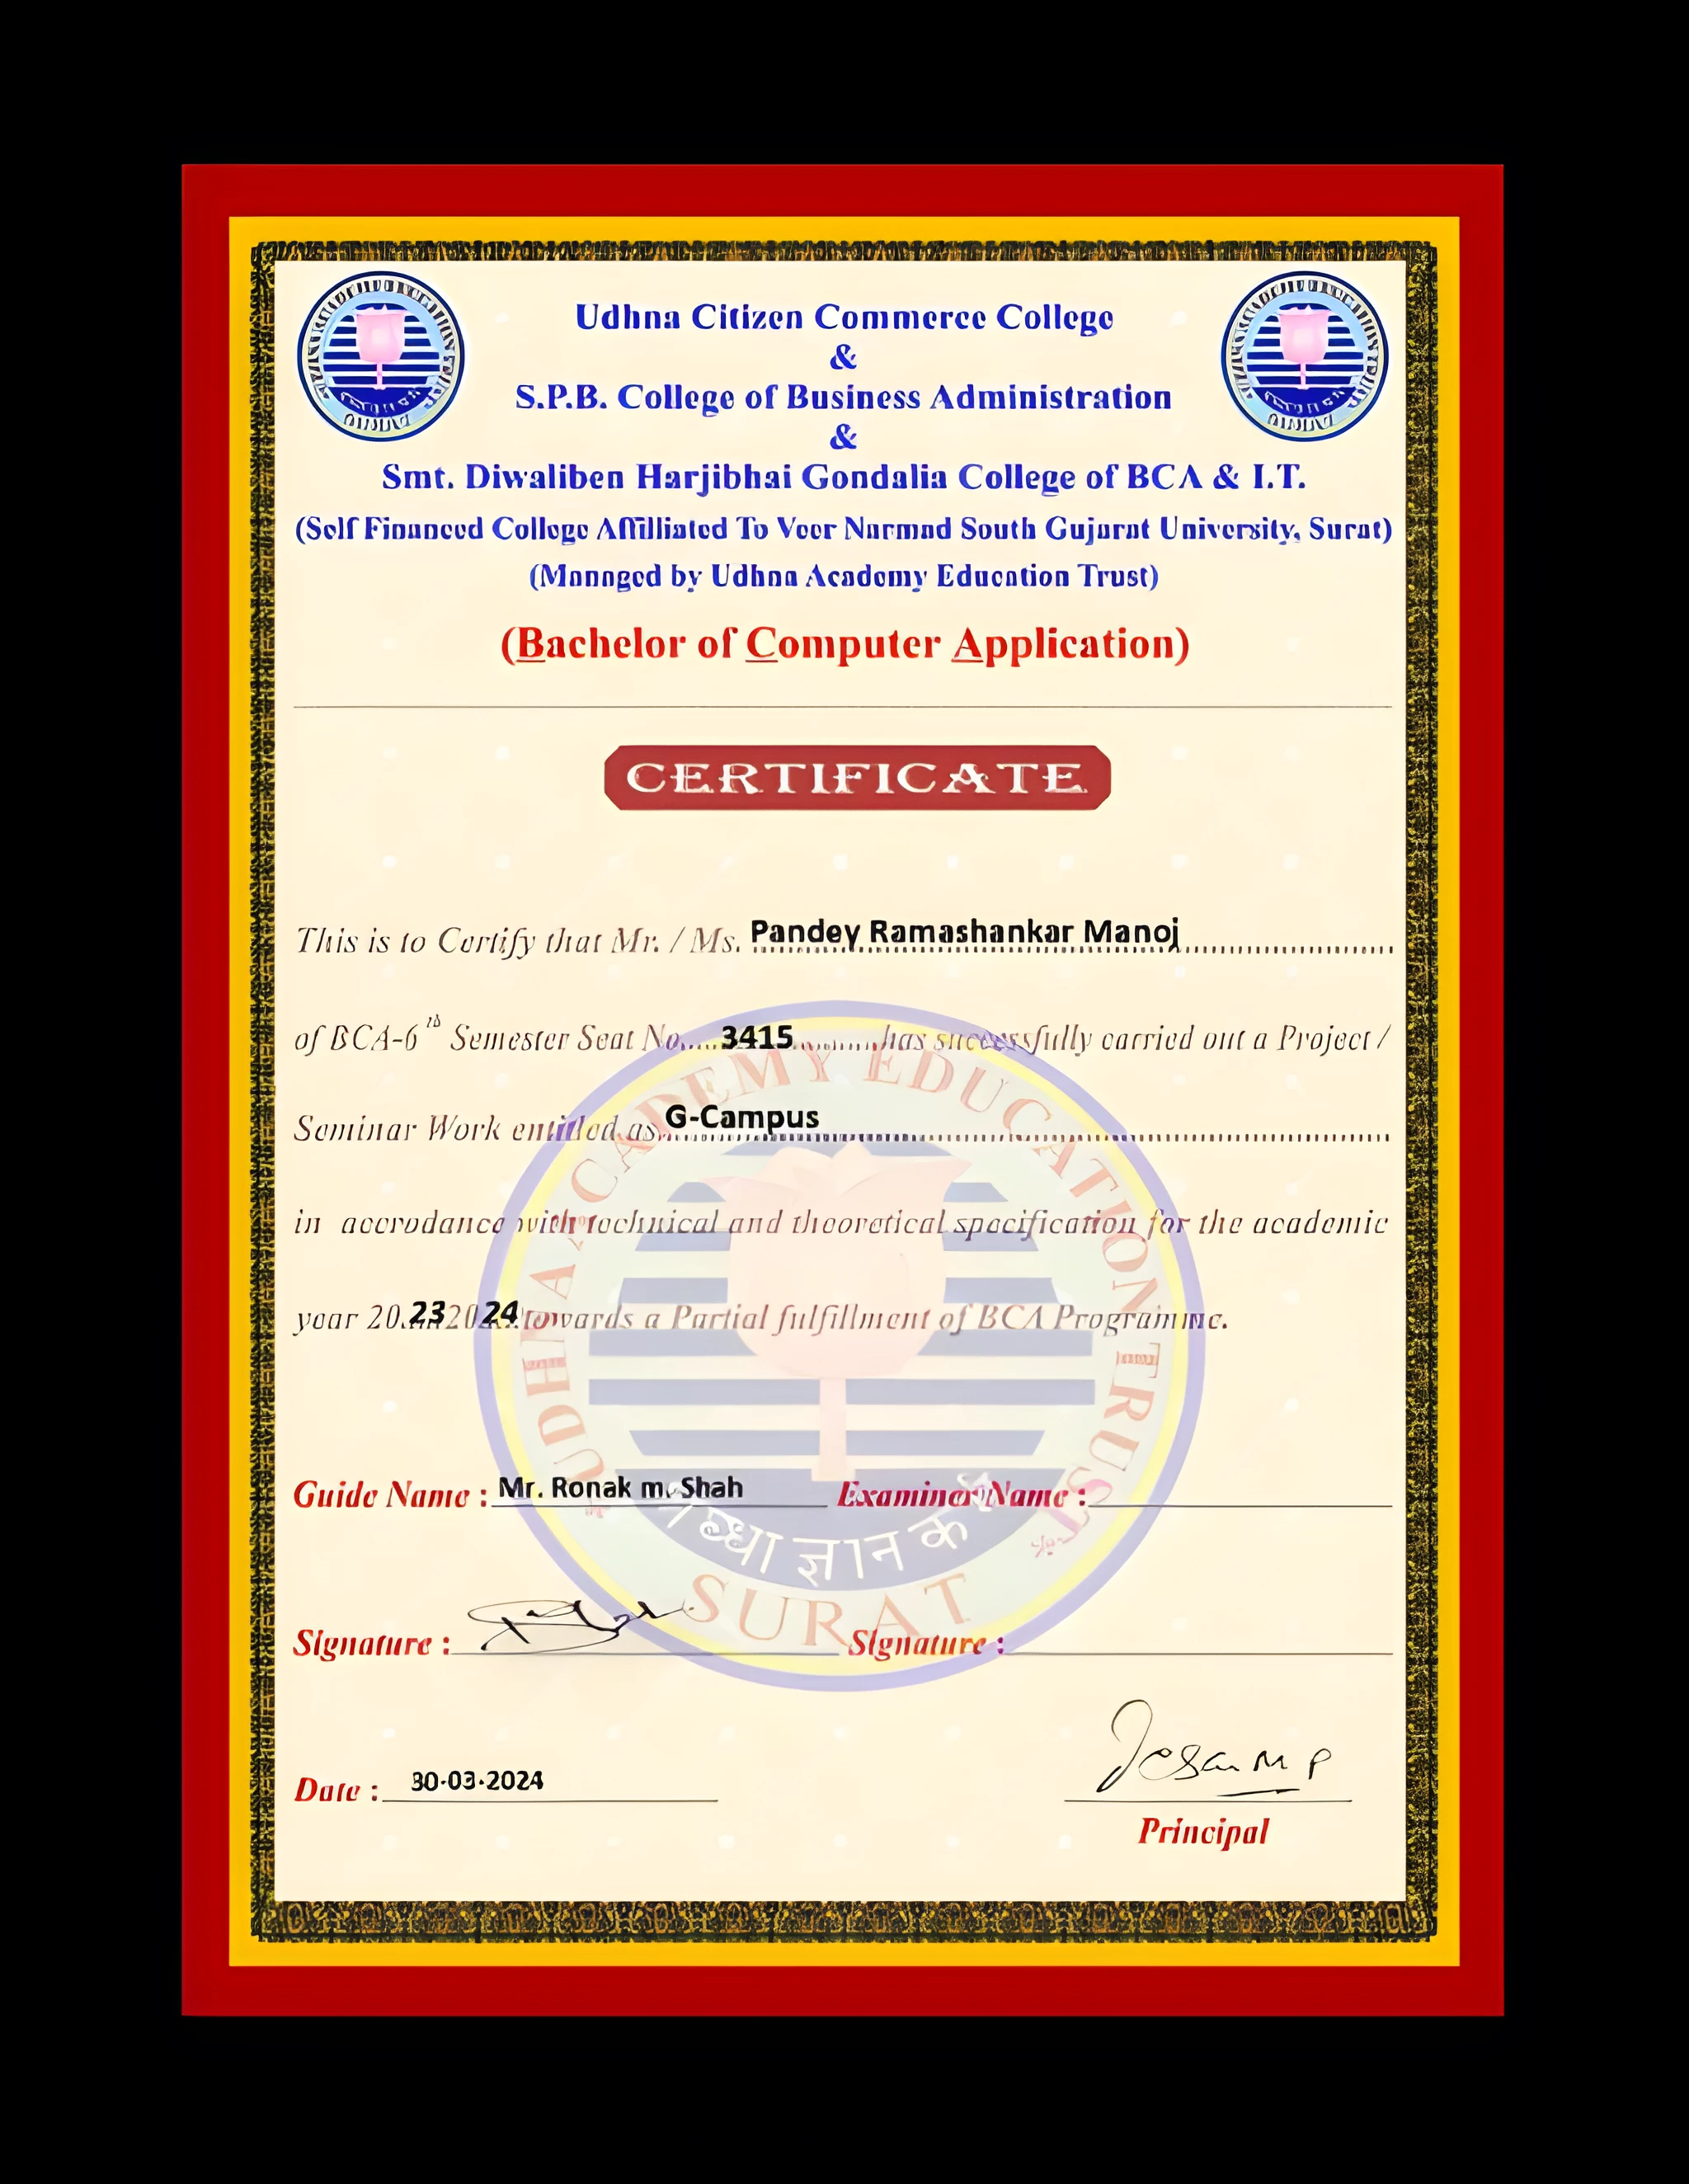 Udhna Citizen Commerce College
&
S.P.B. College of Business Administration
&
Smt. Diwaliben Harjibhai Gondalia College of BCA & I.T.
(Self Financed College Affilliated To Veer Narmad South Gujarat University, Surat)
(Managed by Udhna Academy Education Trust)
(Bachelor of Computer Application)
CERTIFICATE
This is to Certify that Mr. / Ms. Pandey Ramashankar Manoj
of BCA-6th Semester Seat No. 3415 has successfully carried out a Project /
Seminar Work entitled as G-Campus
in accrodance with technical and theoretical specification for the academic
year 20 23 20 24 towards a Partial fulfillment of BCA Programme.
UDHNA ACADEMY EDUCATION TRUST
Guide Name : Mr. Ronak m. Shah Examiner Name :
ज्ञान
SURAT
Signature : Signature :
Date : 30-03-2024
Principal